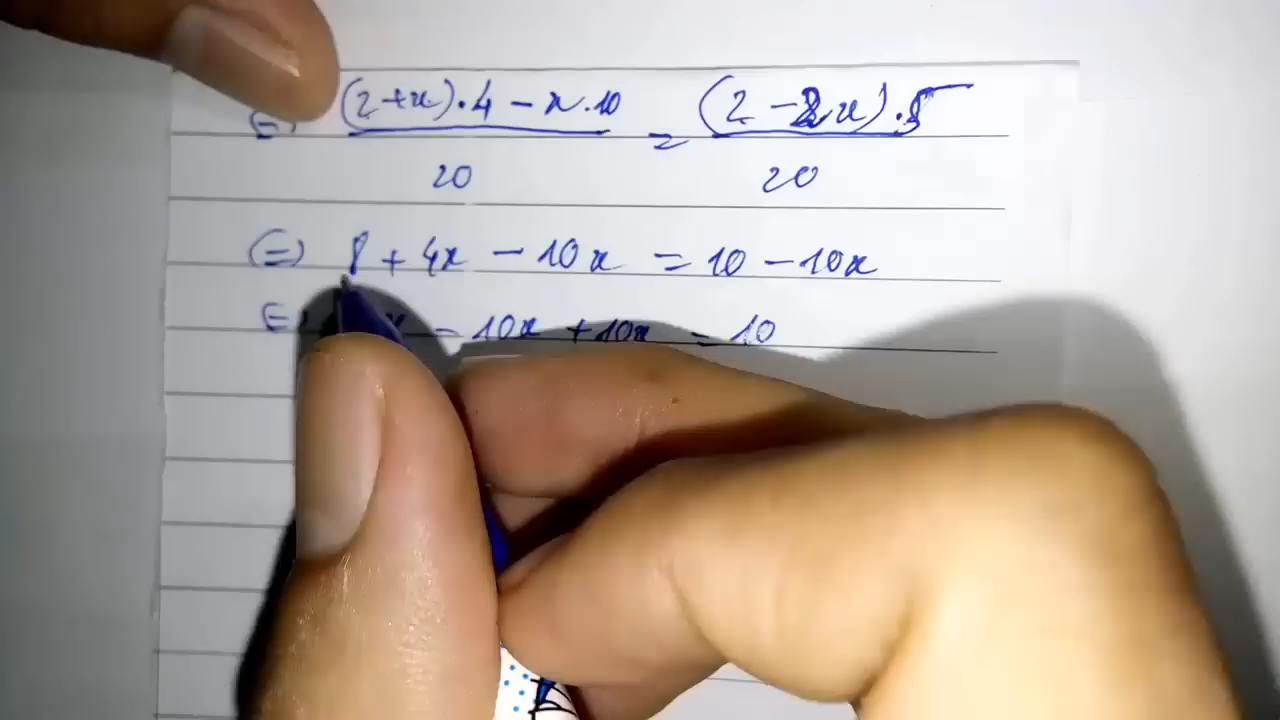 (=) (2+x).4 - x.10 = (2 - 2x).5
20 20
(=) 8 + 4x - 10x = 10 - 10x
(=) x - 10x + 10x = 10